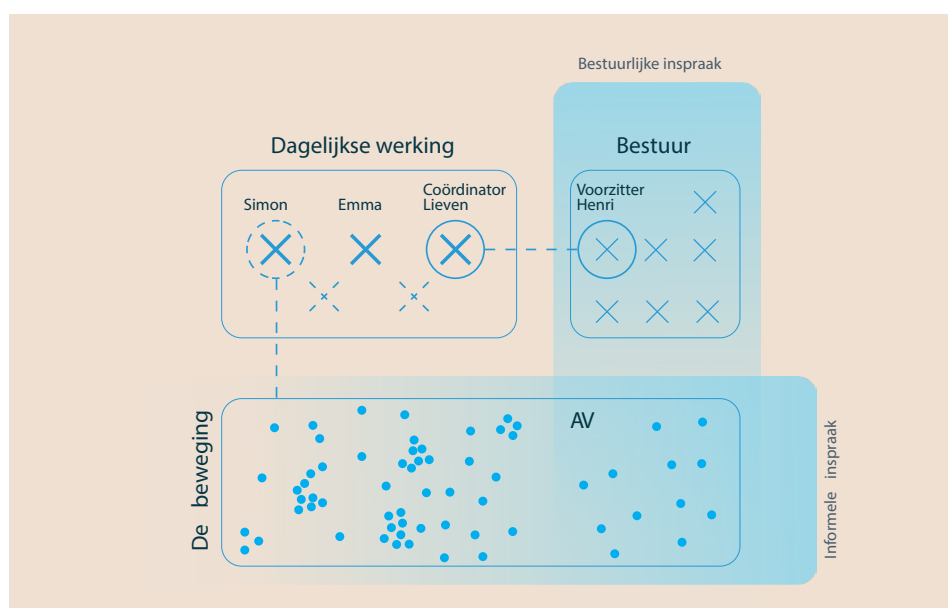 Bestuurlijke inspraak
Dagelijkse werking
Bestuur
Simon
Emma
Coördinator
Lieven
Voorzitter
Henri
De beweging
AV
Informele inspraak